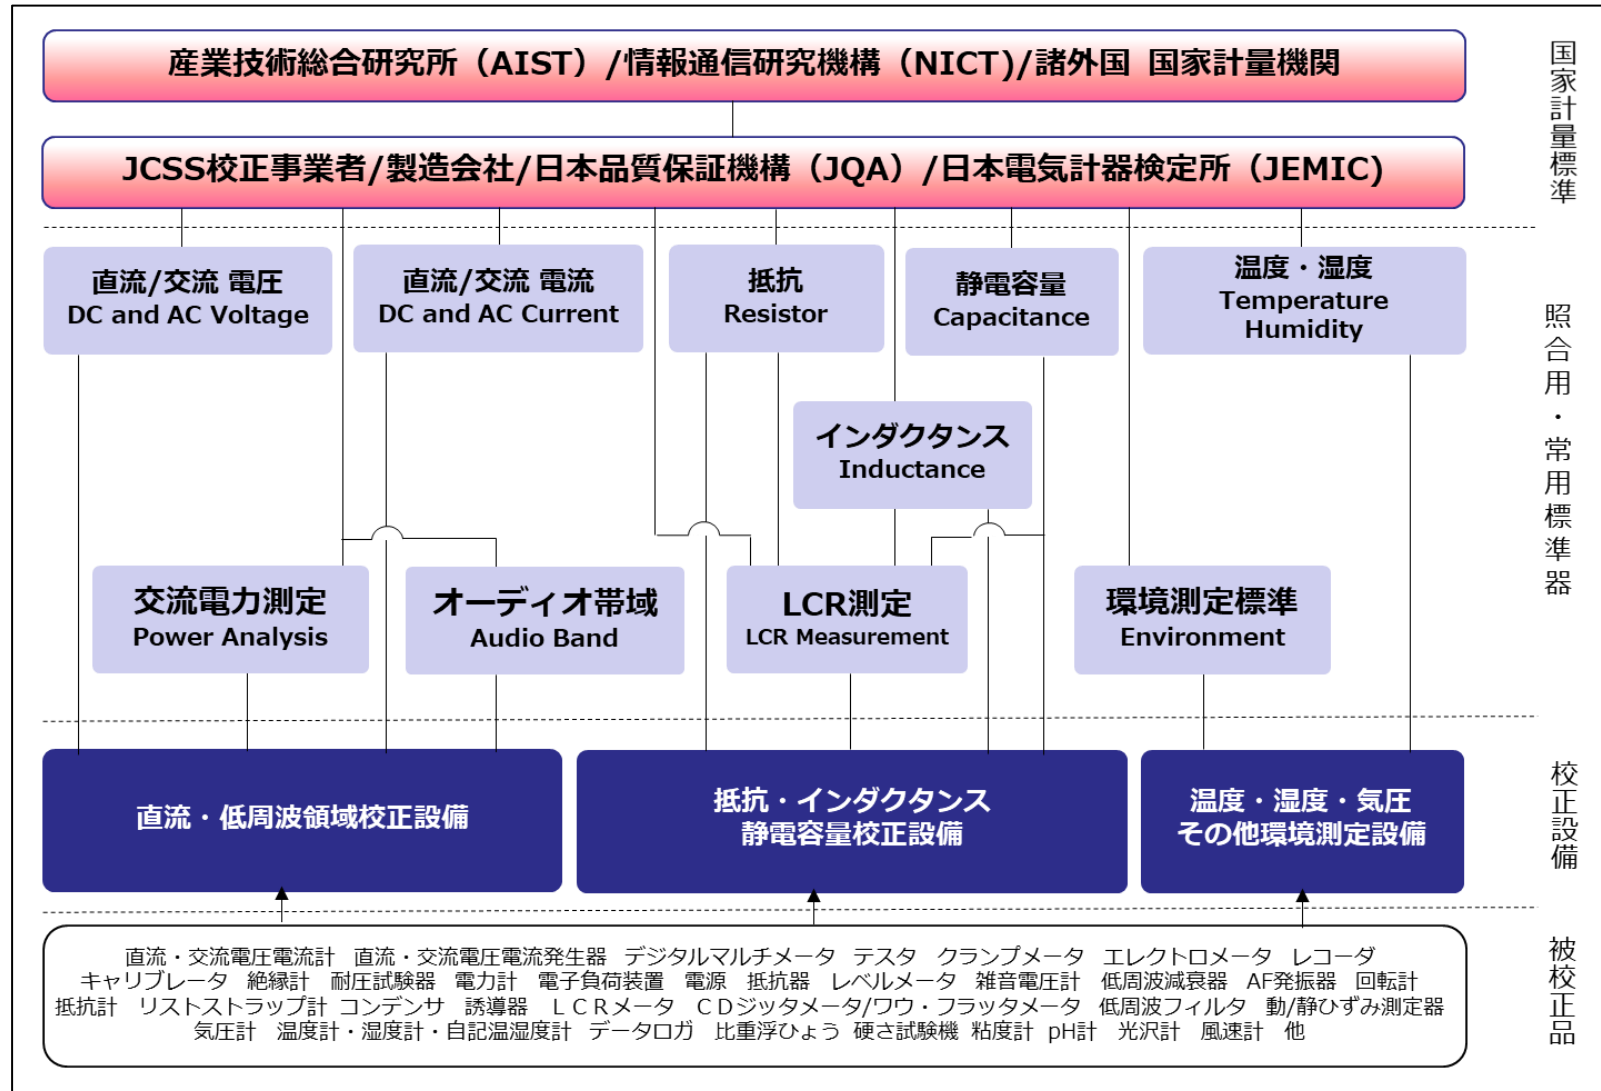 産業技術総合研究所（AIST）/情報通信研究機構（NICT)/諸外国 国家計量機関
国家計量標準
JCSS校正事業者/製造会社/日本品質保証機構（JQA）/日本電気計器検定所（JEMIC)
直流/交流 電圧
DC and AC Voltage
直流/交流 電流
DC and AC Current
抵抗
Resistor
静電容量
Capacitance
温度・湿度
Temperature
Humidity
照合用・常用標準器
インダクタンス
Inductance
交流電力測定
Power Analysis
オーディオ帯域
Audio Band
LCR測定
LCR Measurement
環境測定標準
Environment
直流・低周波領域校正設備
抵抗・インダクタンス
静電容量校正設備
温度・湿度・気圧
その他環境測定設備
校正設備
直流・交流電圧電流計 直流・交流電圧電流発生器 デジタルマルチメータ テスタ クランプメータ エレクトロメータ レコーダ
キャリブレータ 絶縁計 耐圧試験器 電力計 電子負荷装置 電源 抵抗器 レベルメータ 雑音電圧計 低周波減衰器 AF発振器 回転計
抵抗計 リストストラップ計 コンデンサ 誘導器 ＬＣＲメータ ＣＤジッタメータ/ワウ・フラッタメータ 低周波フィルタ 動/静ひずみ測定器
気圧計 温度計・湿度計・自記温湿度計 データロガ 比重浮ひょう 硬さ試験機 粘度計 pH計 光沢計 風速計 他
被校正品